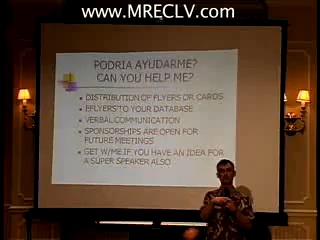 www.MRECLV.com
PODRIA AYUDARME?
CAN YOU HELP ME?
DISTRIBUTION OF FLYERS OR CARDS
EFLYERS TO YOUR DATABASE
VERBAL COMMUNICATION
SPONSORSHIPS ARE OPEN FOR
FUTURE MEETINGS
GET W/ME IF YOU HAVE AN IDEA FOR
A SUPER SPEAKER ALSO